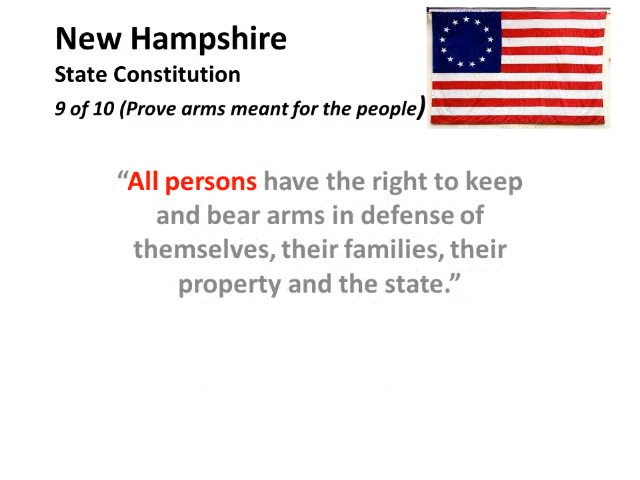 New Hampshire
State Constitution
9 of 10 (Prove arms meant for the people)
“All persons have the right to keep
and bear arms in defense of
themselves, their families, their
property and the state.”